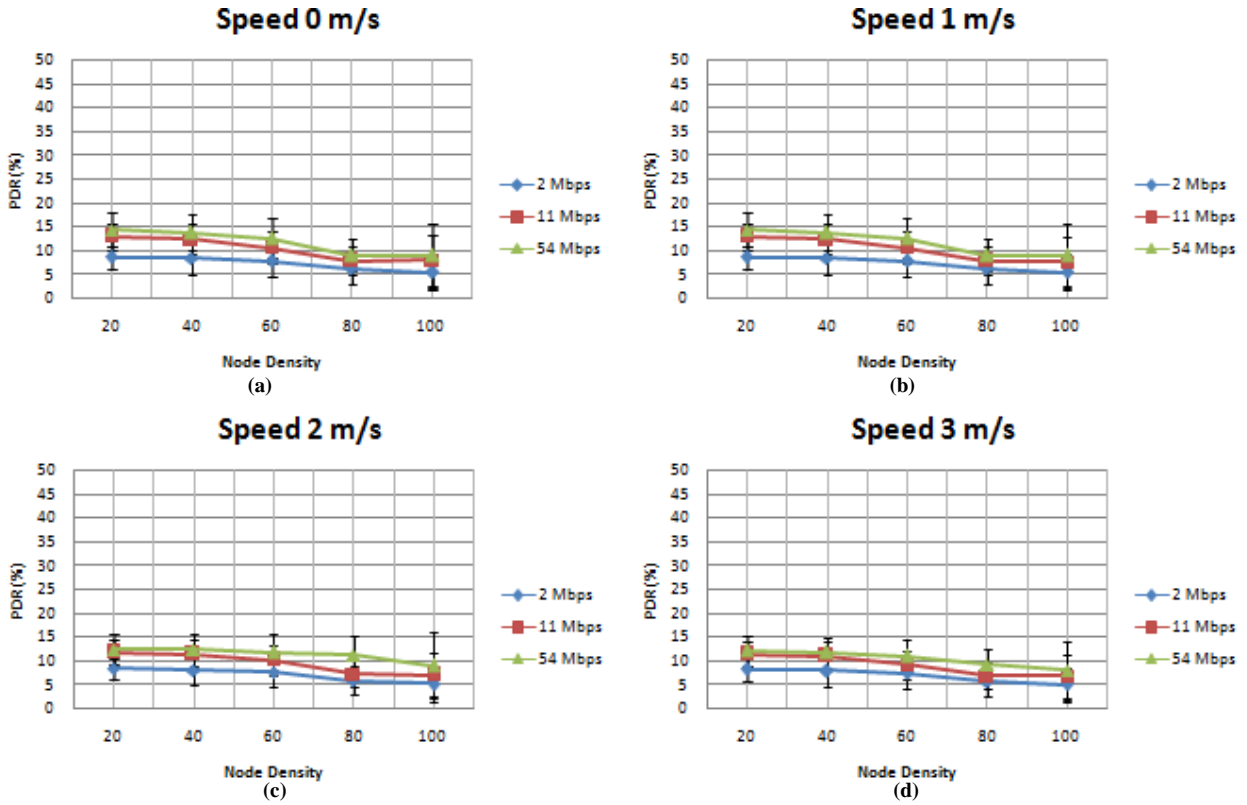 Speed 0 m/s
PDR(%)
50
45
40
35
30
25
20
15
10
5
0
20 40 60 80 100
Node Density
2 Mbps
11 Mbps
54 Mbps
(a)
Speed 1 m/s
PDR(%)
50
45
40
35
30
25
20
15
10
5
0
20 40 60 80 100
Node Density
2 Mbps
11 Mbps
54 Mbps
(b)
Speed 2 m/s
PDR(%)
50
45
40
35
30
25
20
15
10
5
0
20 40 60 80 100
Node Density
2 Mbps
11 Mbps
54 Mbps
(c)
Speed 3 m/s
PDR(%)
50
45
40
35
30
25
20
15
10
5
0
20 40 60 80 100
Node Density
2 Mbps
11 Mbps
54 Mbps
(d)